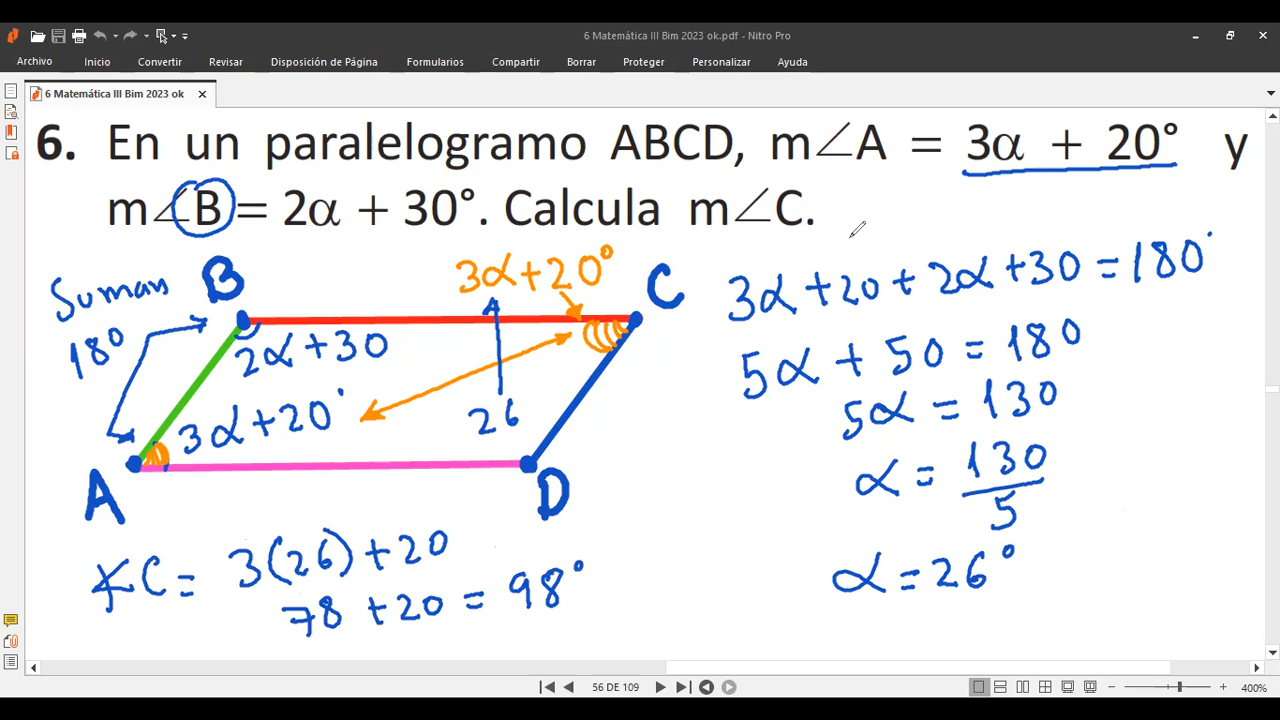 6 Matemática III Bim 2023 ok.pdf - Nitro Pro
Archivo Inicio Convertir Revisar Disposición de Página Formularios Compartir Borrar Proteger Personalizar Ayuda
6 Matemática III Bim 2023 ok
6. En un paralelogramo ABCD, m∠A = 3α + 20° y
m∠B = 2α + 30°. Calcula m∠C.
Suman
180
B
3α+20°
C
2α+30
3α+20°
26
A
D
∢C = 3(26)+20
78 +20 = 98°
3α +20 + 2α +30 = 180°
5α + 50 = 180
5α = 130
α = 130/5
α = 26°
56 DE 109
400%